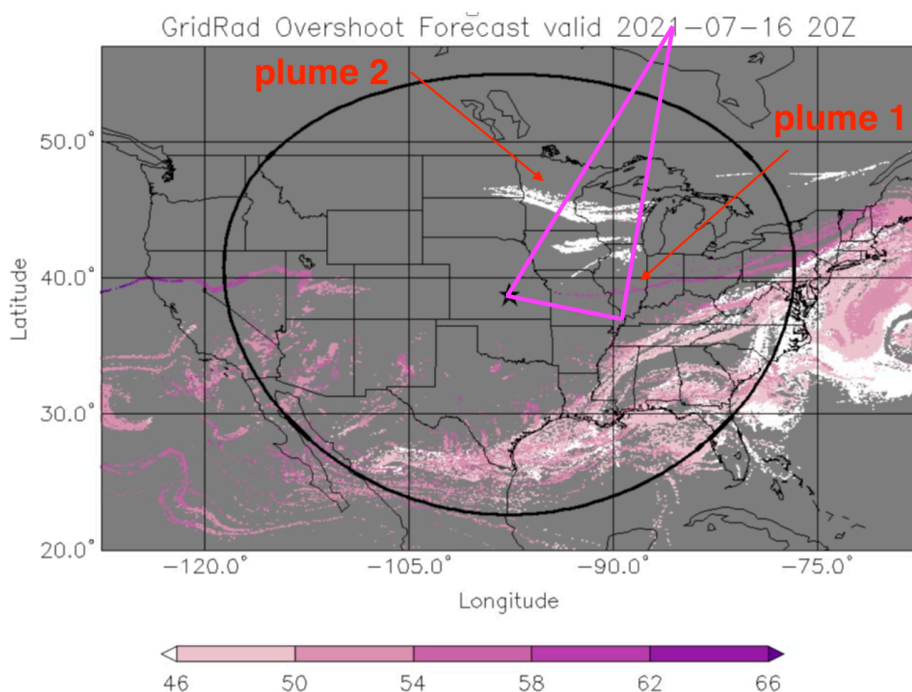 GridRad Overshoot Forecast valid 2021-07-16 20Z
plume 2
plume 1
50.0°
40.0°
30.0°
20.0°
Latitude
-120.0° -105.0° -90.0° -75.0°
Longitude
46 50 54 58 62 66